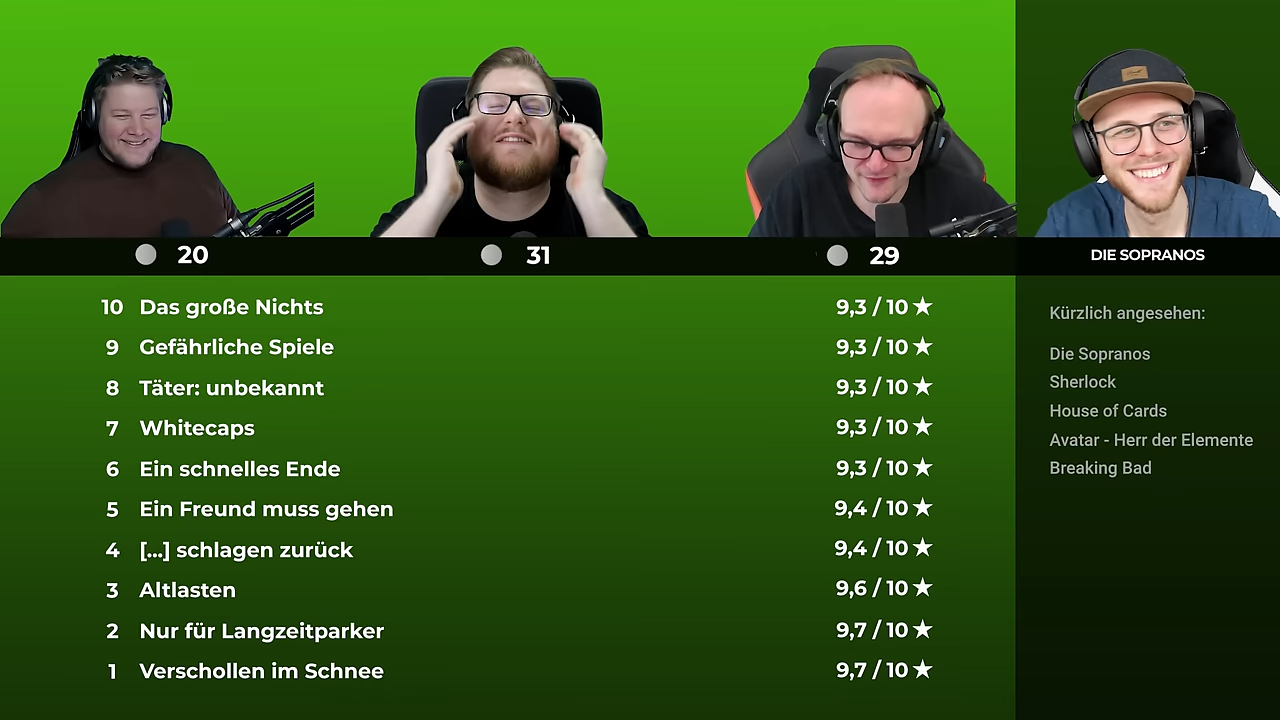 20
31
29
DIE SOPRANOS
10 Das große Nichts 9,3 / 10 ★
9 Gefährliche Spiele 9,3 / 10 ★
8 Täter: unbekannt 9,3 / 10 ★
7 Whitecaps 9,3 / 10 ★
6 Ein schnelles Ende 9,3 / 10 ★
5 Ein Freund muss gehen 9,4 / 10 ★
4 [...] schlagen zurück 9,4 / 10 ★
3 Altlasten 9,6 / 10 ★
2 Nur für Langzeitparker 9,7 / 10 ★
1 Verschollen im Schnee 9,7 / 10 ★
Kürzlich angesehen:
Die Sopranos
Sherlock
House of Cards
Avatar - Herr der Elemente
Breaking Bad